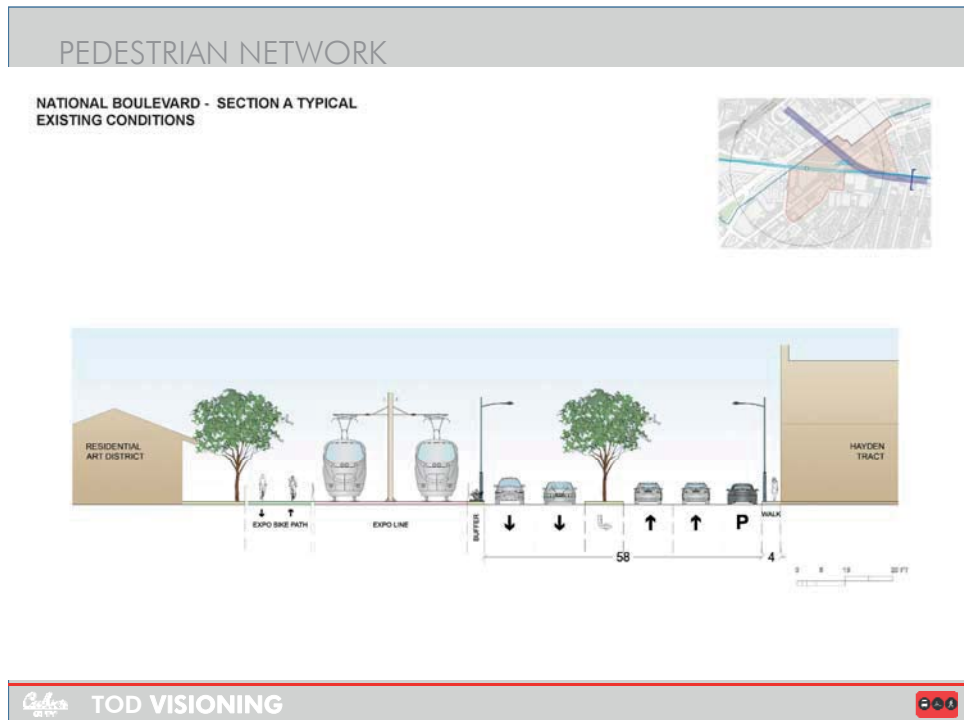 PEDESTRIAN NETWORK
NATIONAL BOULEVARD - SECTION A TYPICAL
EXISTING CONDITIONS
RESIDENTIAL
ART DISTRICT
HAYDEN
TRACT
EXPO BIKE PATH
EXPO LINE
BUFFER
P
WALK
58
4
TOD VISIONING